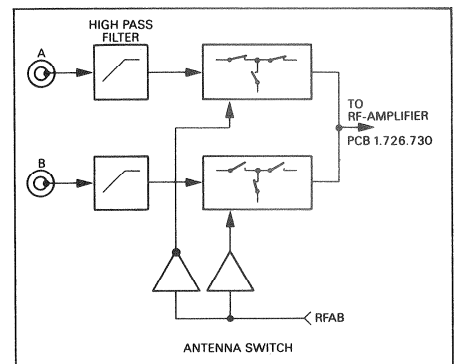 HIGH PASS
FILTER
A
TO
RF-AMPLIFIER
PCB 1.726.730
B
RFAB
ANTENNA SWITCH